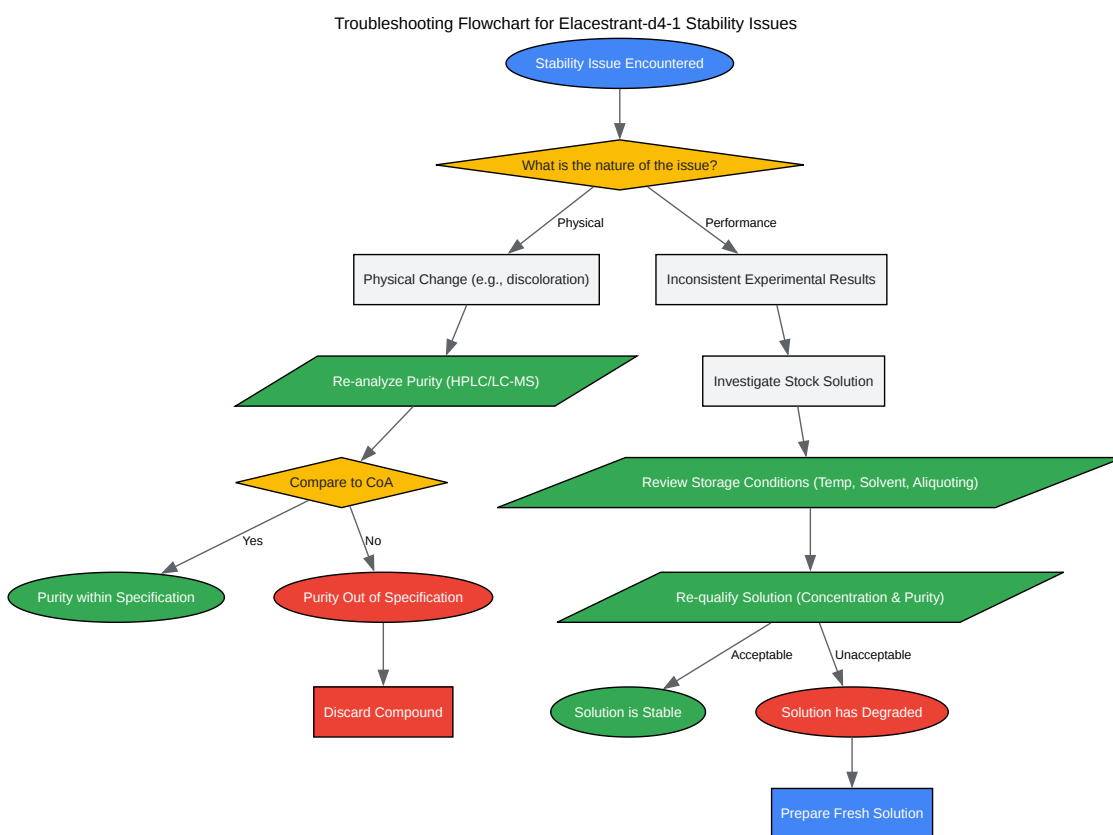 Troubleshooting Flowchart for Elacestrant-d4-1 Stability Issues
Stability Issue Encountered
What is the nature of the issue?
Physical
Performance
Physical Change (e.g., discoloration)
Inconsistent Experimental Results
Re-analyze Purity (HPLC/LC-MS)
Investigate Stock Solution
Compare to CoA
Review Storage Conditions (Temp, Solvent, Aliquoting)
Yes
No
Purity within Specification
Purity Out of Specification
Re-qualify Solution (Concentration & Purity)
Acceptable
Unacceptable
Discard Compound
Solution is Stable
Solution has Degraded
Prepare Fresh Solution